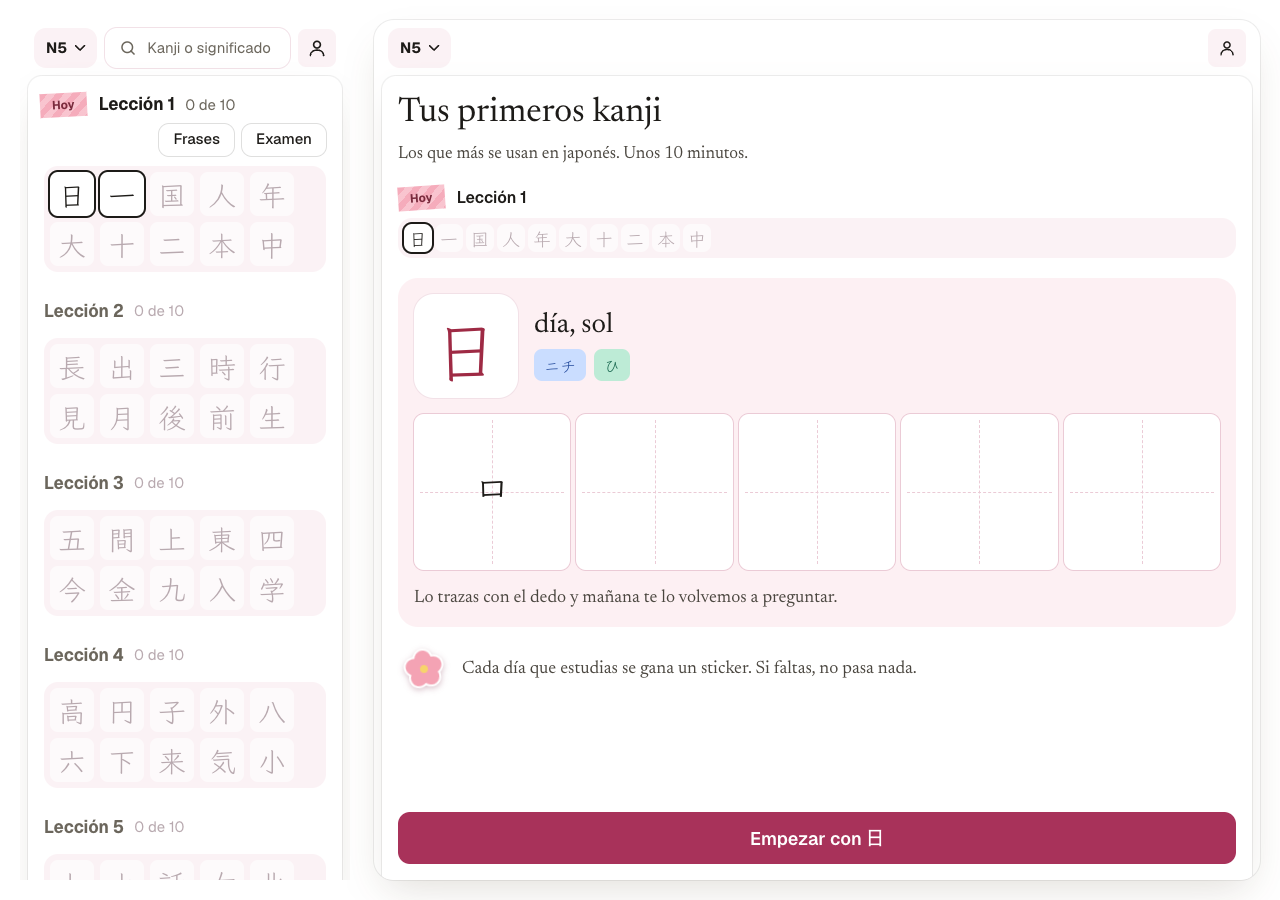 N5
Kanji o significado
Hoy
Lección 1 0 de 10
Frases
Examen
日 一 国 人 年
大 十 二 本 中
Lección 2 0 de 10
長 出 三 時 行
見 月 後 前 生
Lección 3 0 de 10
五 間 上 東 四
今 金 九 入 学
Lección 4 0 de 10
高 円 子 外 八
六 下 来 気 小
Lección 5 0 de 10
N5
Tus primeros kanji
Los que más se usan en japonés. Unos 10 minutos.
Hoy
Lección 1
日 一 国 人 年 大 十 二 本 中
日
día, sol
ニチ
ひ
Lo trazas con el dedo y mañana te lo volvemos a preguntar.
Cada día que estudias se gana un sticker. Si faltas, no pasa nada.
Empezar con 日